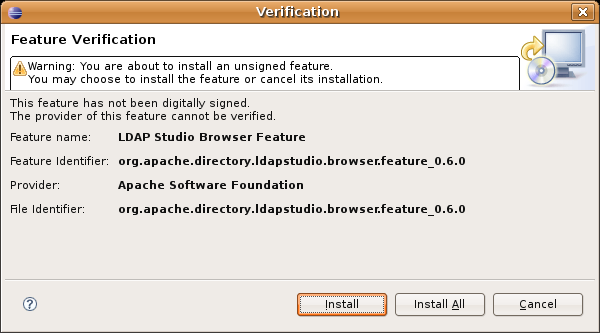 Verification
Feature Verification
Warning: You are about to install an unsigned feature.
You may choose to install the feature or cancel its installation.
This feature has not been digitally signed.
The provider of this feature cannot be verified.
Feature name: LDAP Studio Browser Feature
Feature Identifier: org.apache.directory.ldapstudio.browser.feature_0.6.0
Provider: Apache Software Foundation
File Identifier: org.apache.directory.ldapstudio.browser.feature_0.6.0
? Install Install All Cancel